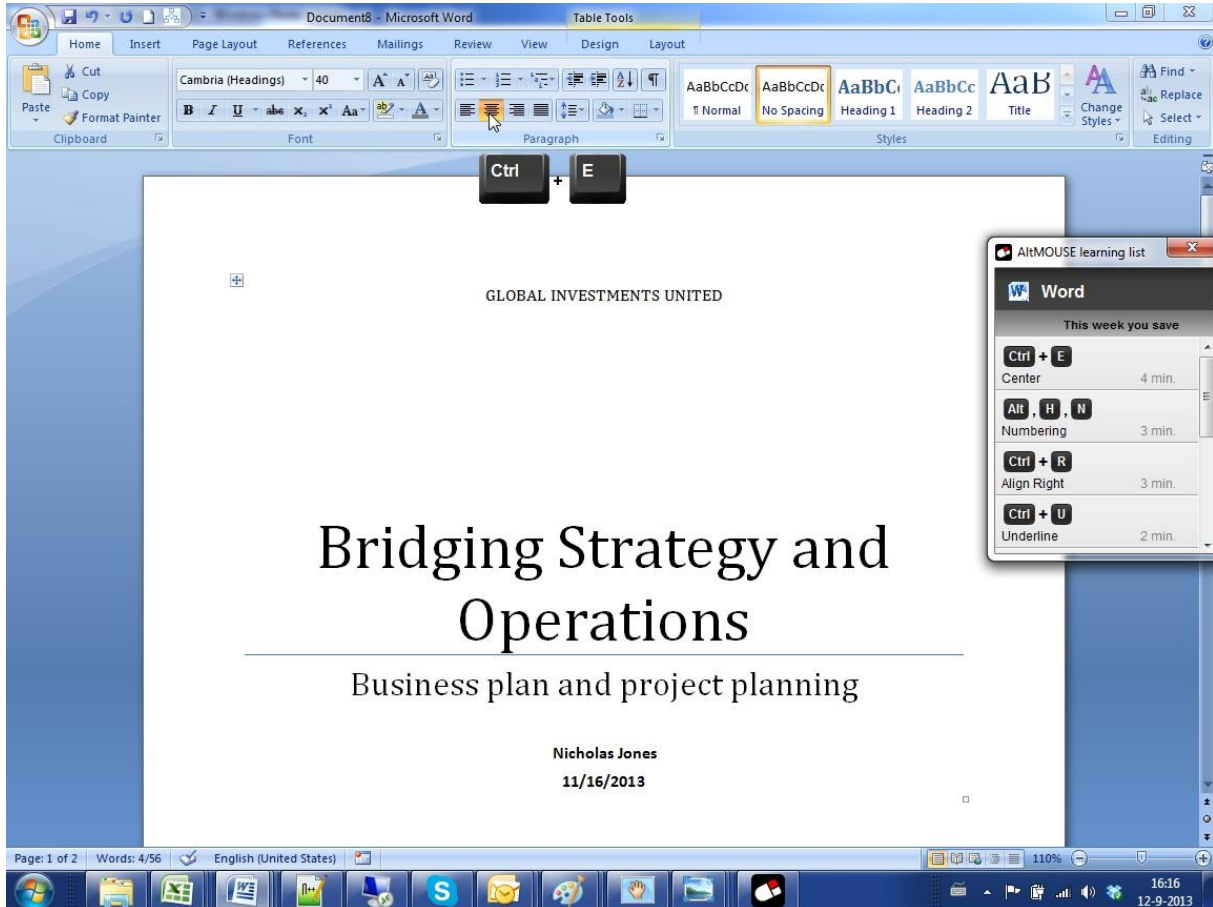 Document8 - Microsoft Word
Table Tools
Home Insert Page Layout References Mailings Review View Design Layout
Paste
Cut
Copy
Format Painter
Clipboard
Cambria (Headings) 40
B I U abc x₂ x² Aa ab A
Font
Paragraph
AaBbCcDc AaBbCcDc AaBbC AaBbCc AaB
¶ Normal No Spacing Heading 1 Heading 2 Title
Change
Styles
Styles
Find
Replace
Select
Editing
Ctrl + E
GLOBAL INVESTMENTS UNITED
Bridging Strategy and
Operations
Business plan and project planning
Nicholas Jones
11/16/2013
AltMOUSE learning list
Word
This week you save
Ctrl + E
Center 4 min.
Alt , H , N
Numbering 3 min.
Ctrl + R
Align Right 3 min.
Ctrl + U
Underline 2 min.
Page: 1 of 2 Words: 4/56 English (United States) 110%
16:16
12-9-2013